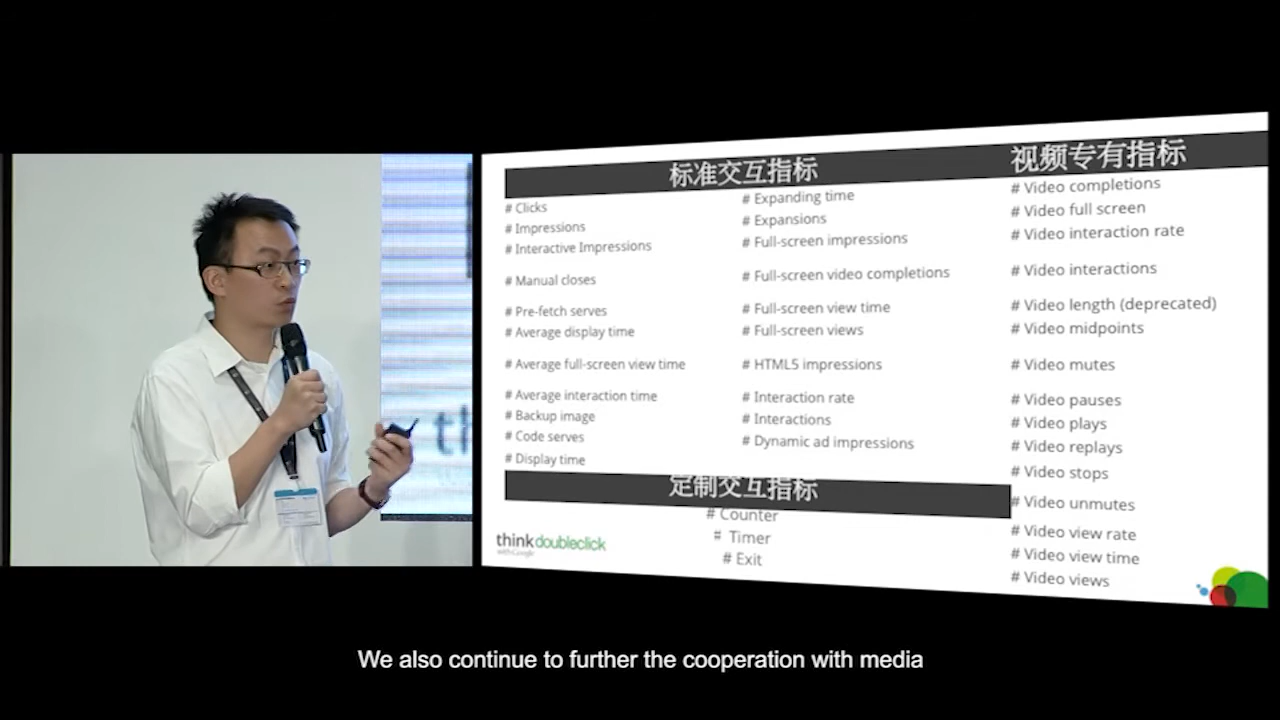 标准交互指标
# Clicks
# Impressions
# Interactive Impressions
# Manual closes
# Pre-fetch serves
# Average display time
# Average full-screen view time
# Average interaction time
# Backup image
# Code serves
# Display time
# Expanding time
# Expansions
# Full-screen impressions
# Full-screen video completions
# Full-screen view time
# Full-screen views
# HTML5 impressions
# Interaction rate
# Interactions
# Dynamic ad impressions
视频专有指标
# Video completions
# Video full screen
# Video interaction rate
# Video interactions
# Video length (deprecated)
# Video midpoints
# Video mutes
# Video pauses
# Video plays
# Video replays
# Video stops
# Video unmutes
# Video view rate
# Video view time
# Video views
定制交互指标
# Counter
# Timer
# Exit
think doubleclick
with Google
We also continue to further the cooperation with media